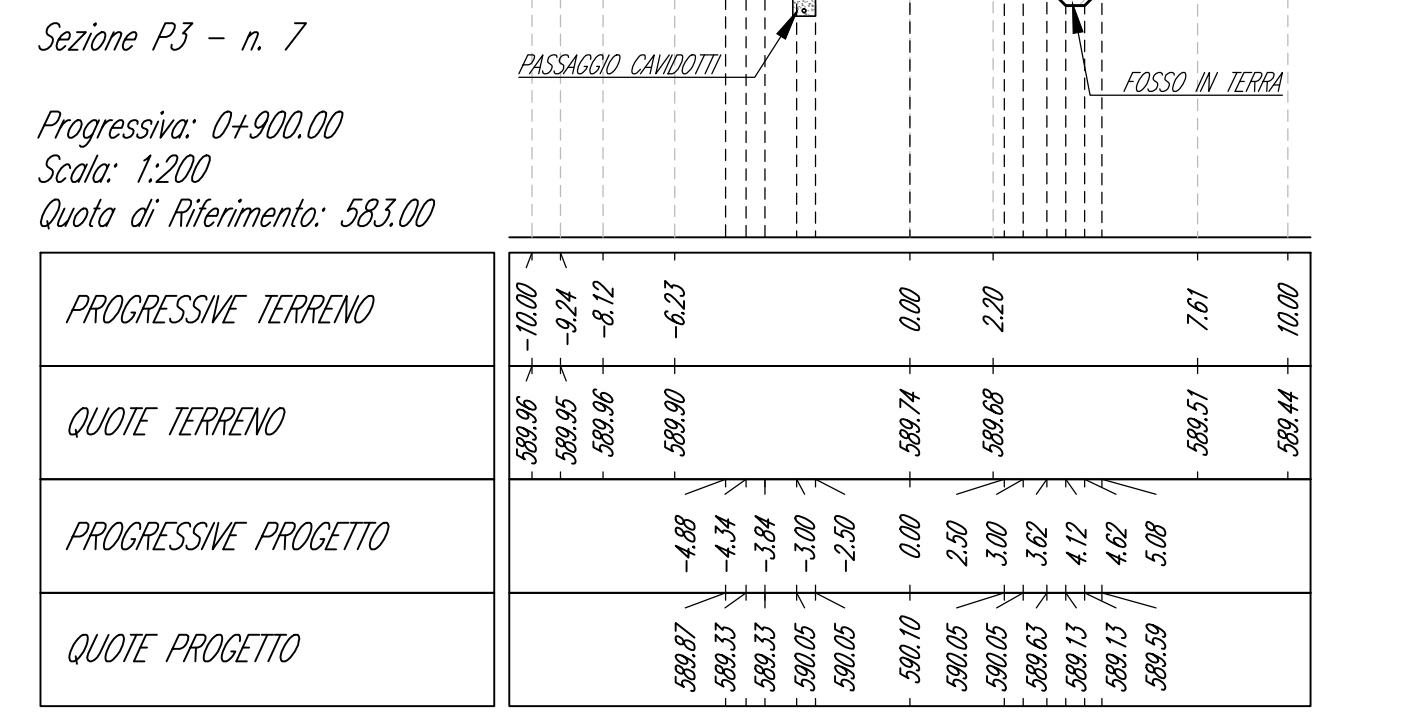 Sezione P3 - n. 7
PASSAGGIO CAVIDOTTI
FOSSO IN TERRA
Progressiva: 0+900.00
Scala: 1:200
Quota di Riferimento: 583.00
PROGRESSIVE TERRENO -10.00 -9.24 -8.12 -6.23 0.00 2.20 7.61 10.00
QUOTE TERRENO 589.96 589.95 589.96 589.90 589.74 589.68 589.51 589.44
PROGRESSIVE PROGETTO -4.88 -4.34 -3.84 -3.00 -2.50 0.00 2.50 3.00 3.62 4.12 4.62 5.08
QUOTE PROGETTO 589.87 589.33 589.33 590.05 590.05 590.10 590.05 590.05 589.63 589.13 589.13 589.59